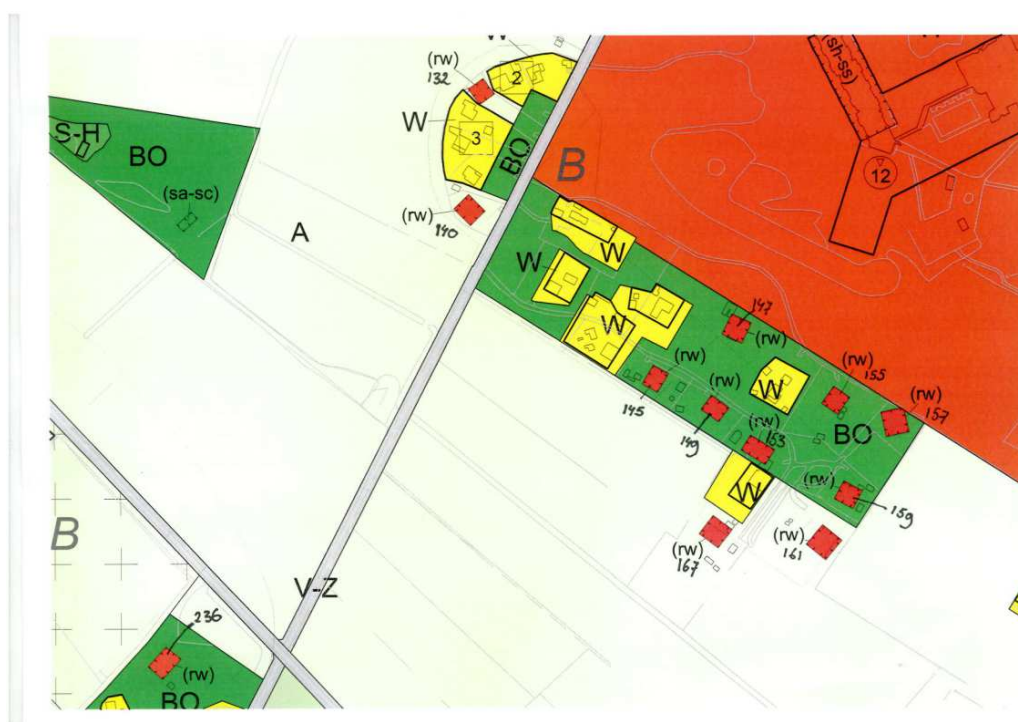 W
(rw)
132
2
(sh-ss)
W
3
BO
B
12
S-H
BO
(sa-sc)
(rw)
140
A
W
W
W
147
(rw)
(rw)
145
(rw)
149
W
155
(rw)
(rw)
157
(rw)
153
BO
W
(rw)
159
(rw)
167
(rw)
161
B
V-Z
236
(rw)
BO